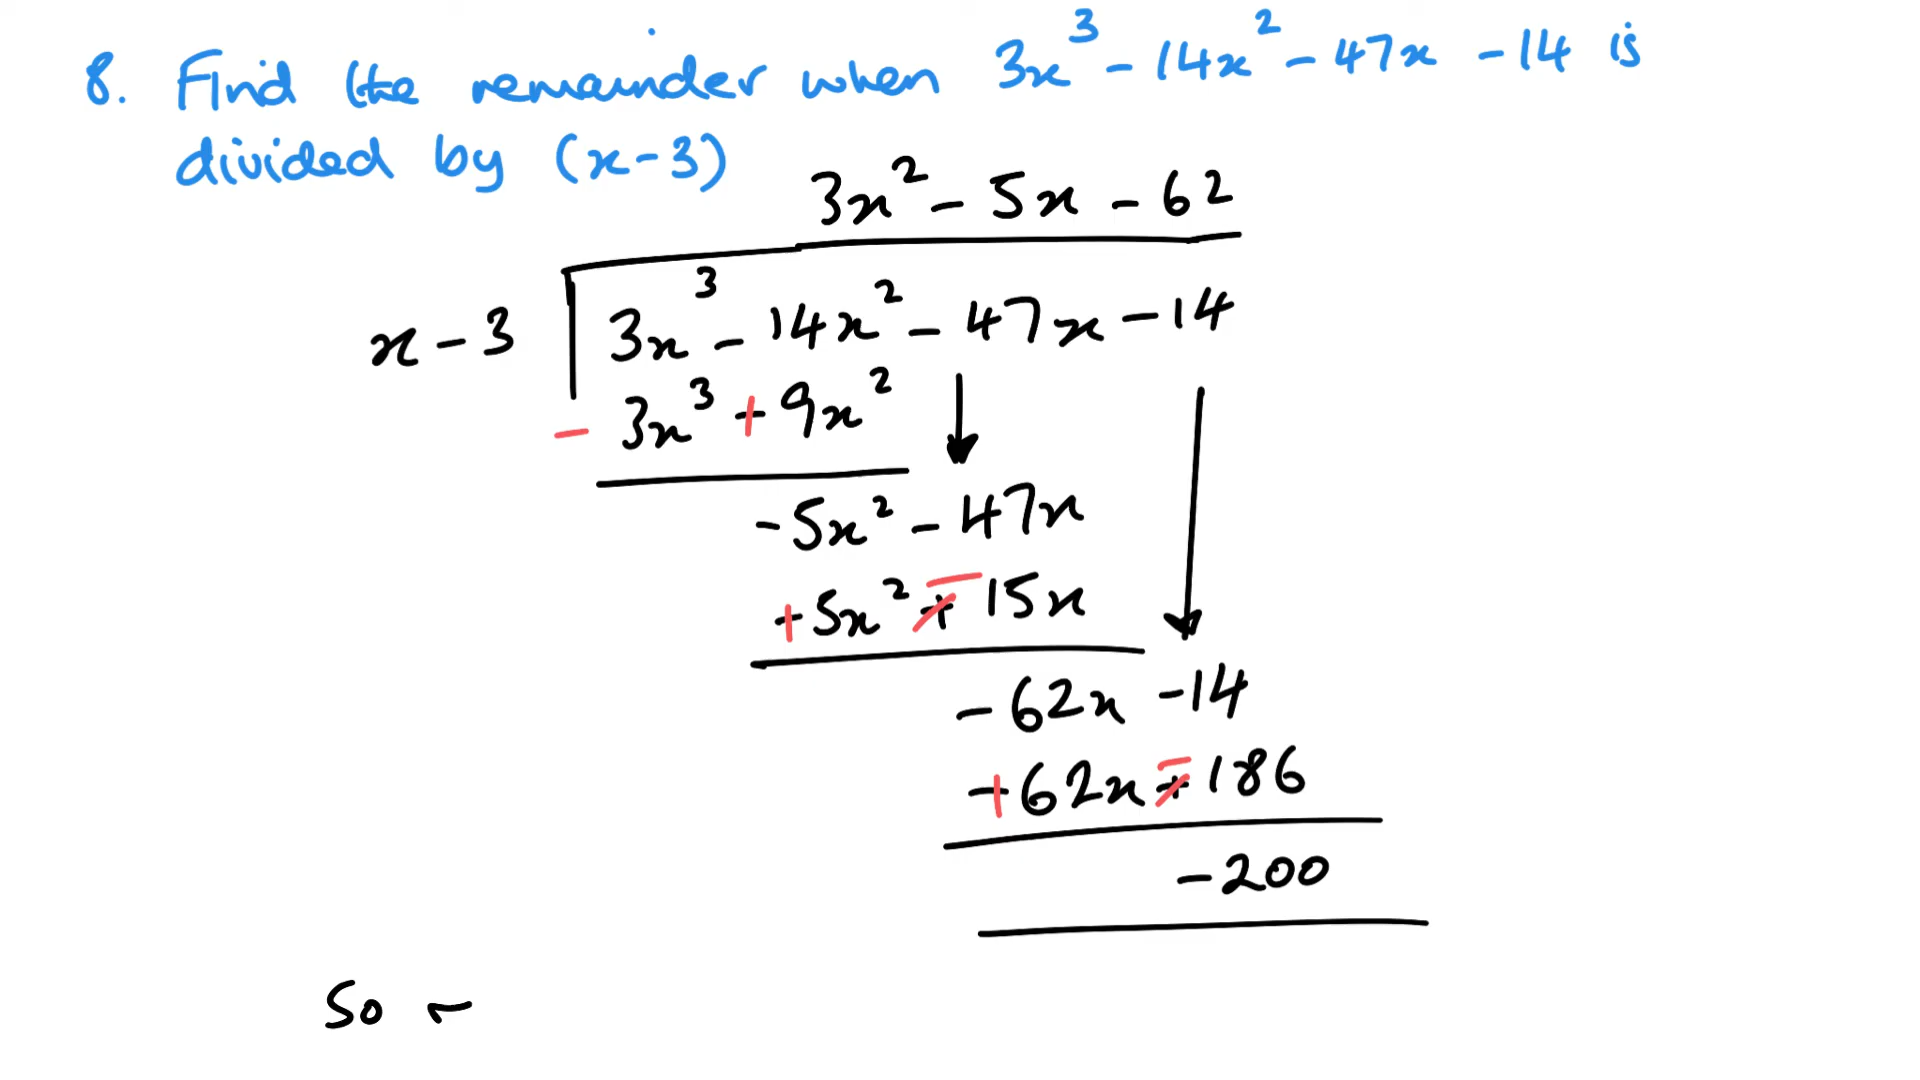 8. Find the remainder when 3x³ - 14x² - 47x - 14 is
divided by (x-3)
3x² - 5x - 62
x - 3 3x³ - 14x² - 47x - 14
- 3x³ + 9x²
-5x² - 47x
+5x² - 15x
-62x -14
+62x - 186
-200
So r